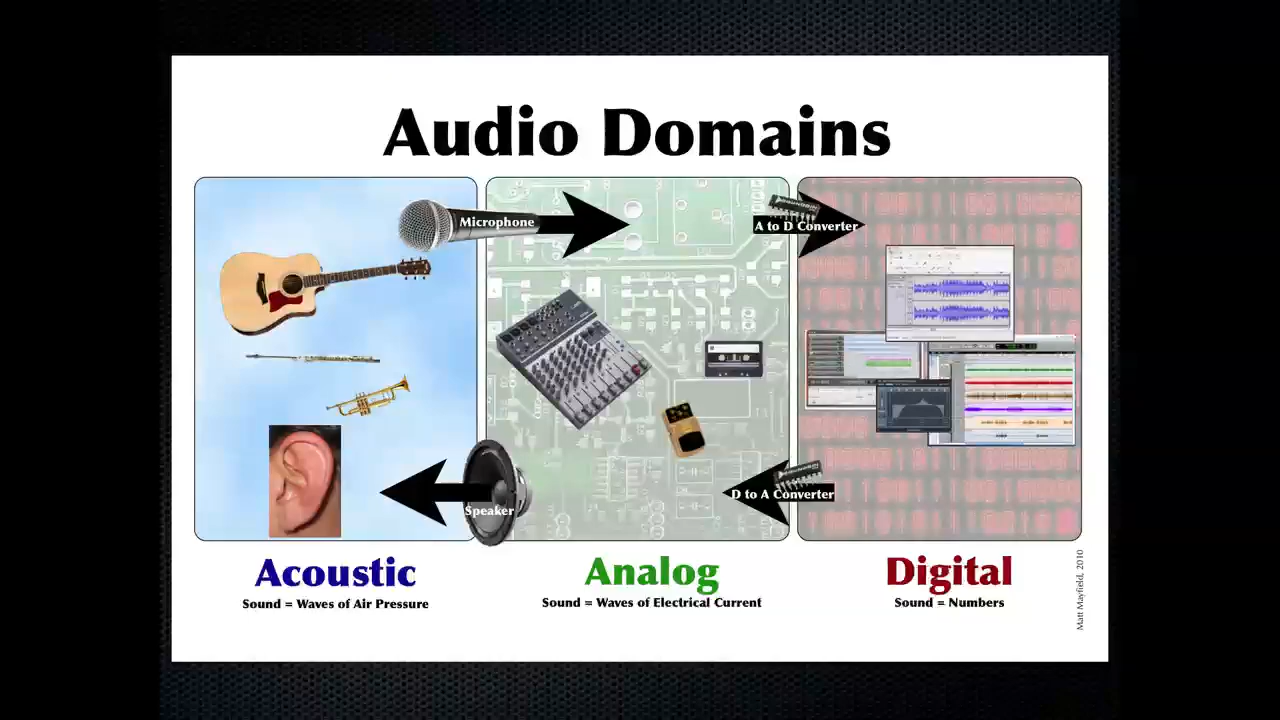 Audio Domains
Microphone
A to D Converter
D to A Converter
Speaker
Acoustic
Sound = Waves of Air Pressure
Analog
Sound = Waves of Electrical Current
Digital
Sound = Numbers
Matt Mayfield, 2010